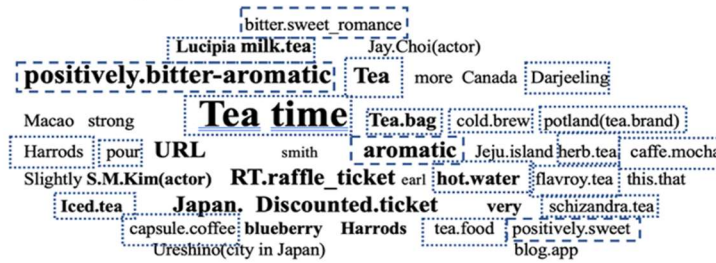 bitter.sweet_romance
Lucipia milk.tea Jay.Choi(actor)
positively.bitter-aromatic Tea more Canada Darjeeling
Macao strong Tea time Tea.bag cold.brew potland(tea.brand)
Harrods pour URL smith aromatic Jeju.island herb.tea caffe.mocha
Slightly S.M.Kim(actor) RT.raffle_ticket earl hot.water flavroy.tea this.that
Iced.tea Japan. Discounted.ticket very schizandra.tea
capsule.coffee blueberry Harrods tea.food positively.sweet
Ureshino(city in Japan) blog.app